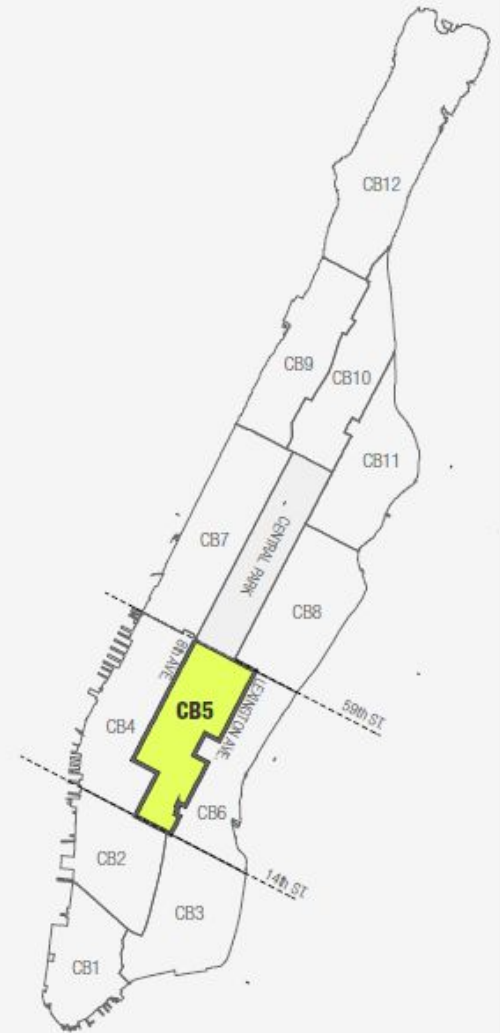 CB12
CB9
CB10
CB11
CENTRAL PARK
CB7
CB8
8th AVE.
CB5
LEXINGTON AVE.
59th ST.
CB4
CB6
CB2
14th ST.
CB3
CB1